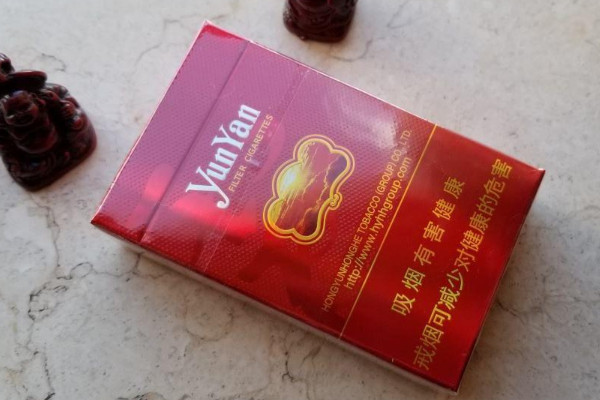 YunYan
FILTER CIGARETTES
HONGYUNHONGHE TOBACCO (GROUP) CO., LTD.
http://www.hyhhgroup.com
吸烟有害健康
戒烟可减少对健康的危害